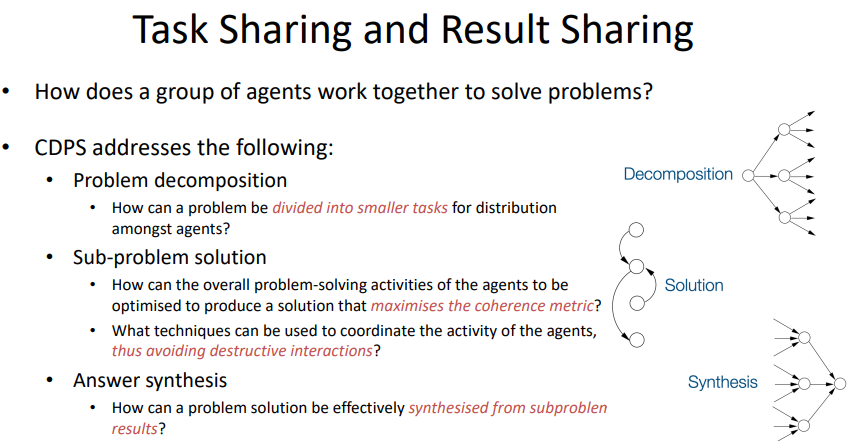 Task Sharing and Result Sharing
• How does a group of agents work together to solve problems?
• CDPS addresses the following:
• Problem decomposition
• How can a problem be divided into smaller tasks for distribution
amongst agents?
• Sub-problem solution
• How can the overall problem-solving activities of the agents to be
optimised to produce a solution that maximises the coherence metric?
• What techniques can be used to coordinate the activity of the agents,
thus avoiding destructive interactions?
• Answer synthesis
• How can a problem solution be effectively synthesised from subproblen
results?
Decomposition
Solution
Synthesis